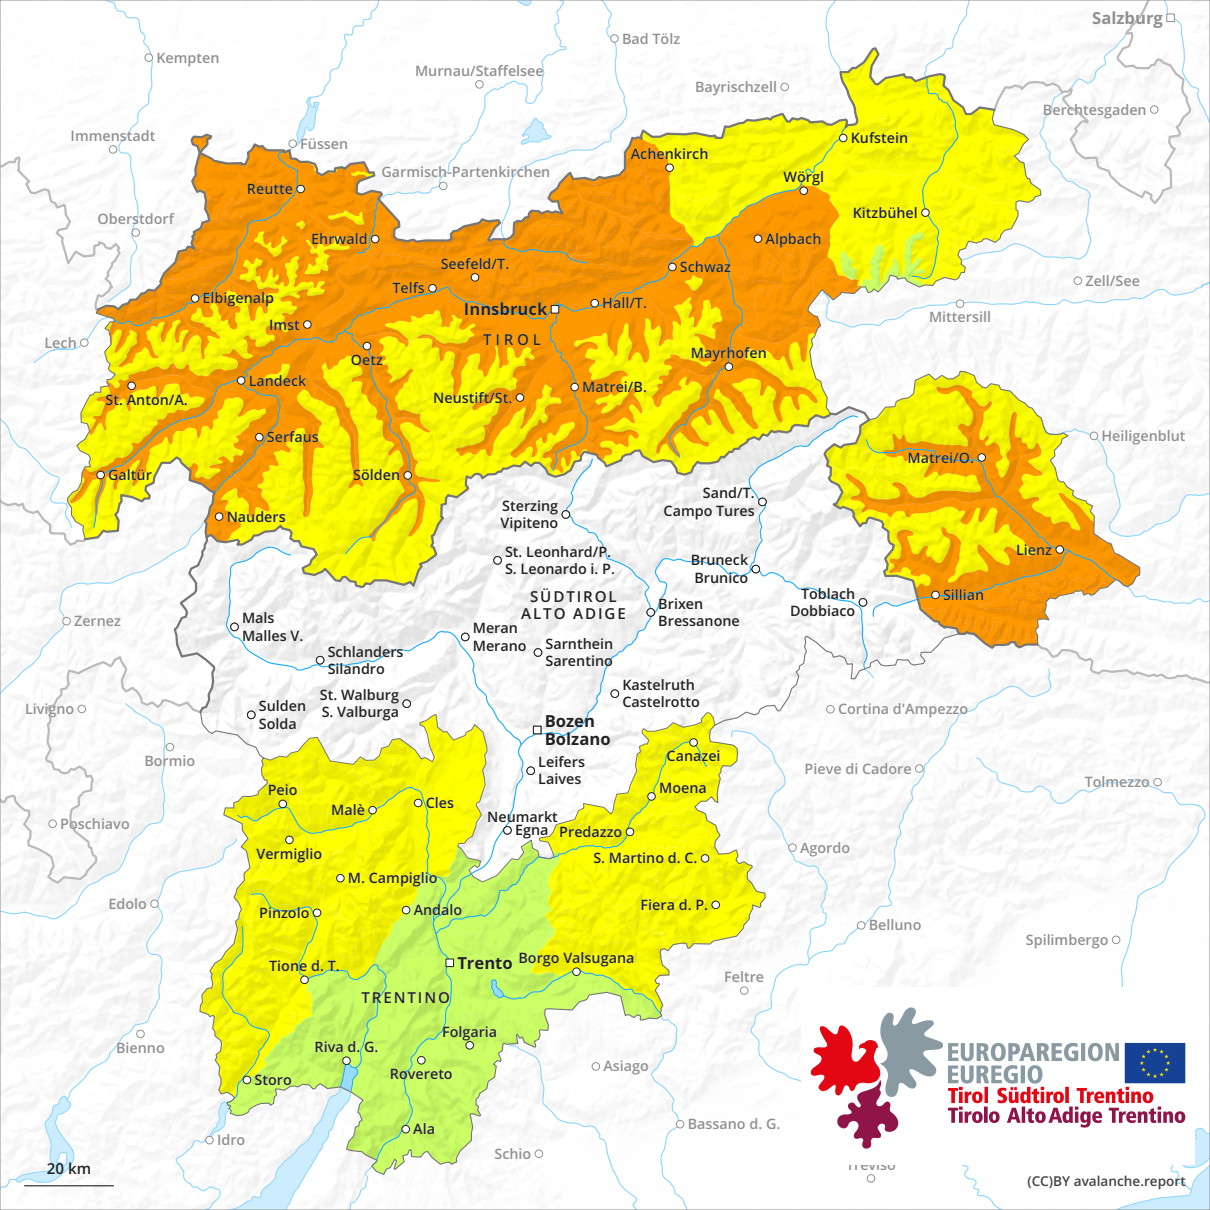 Salzburg
Bad Tölz
Kempten
Murnau/Staffelsee
Bayrischzell
Berchtesgaden
Immenstadt
Füssen
Kufstein
Achenkirch
Garmisch-Partenkirchen
Wörgl
Reutte
Oberstdorf
Kitzbühel
Ehrwald
Alpbach
Seefeld/T.
Schwaz
Zell/See
Telfs
Elbigenalp
Hall/T.
Innsbruck
Mittersill
Imst
TIROL
Lech
Mayrhofen
Oetz
Landeck
Matrei/B.
St. Anton/A.
Neustift/St.
Serfaus
Heiligenblut
Matrei/O.
Galtür
Sölden
Sand/T.
Campo Tures
Sterzing
Vipiteno
Nauders
St. Leonhard/P.
S. Leonardo i. P.
Lienz
Bruneck
Brunico
SÜDTIROL
ALTO ADIGE
Toblach
Dobbiaco
Sillian
Brixen
Bressanone
Zernez
Mals
Malles V.
Meran
Merano
Sarnthein
Sarentino
Schlanders
Silandro
Kastelruth
Castelrotto
St. Walburg
S. Valburga
Livigno
Sulden
Solda
Cortina d'Ampezzo
Bozen
Bolzano
Bormio
Canazei
Leifers
Laives
Pieve di Cadore
Tolmezzo
Peio
Moena
Malè
Cles
Neumarkt
Egna
Poschiavo
Predazzo
Vermiglio
Agordo
S. Martino d. C.
M. Campiglio
Edolo
Fiera d. P.
Pinzolo
Andalo
Belluno
Spilimbergo
Borgo Valsugana
Trento
Tione d. T.
Feltre
TRENTINO
Folgaria
Bienno
Riva d. G.
Rovereto
Asiago
Storo
EUROPAREGION
EUREGIO
Tirol Südtirol Trentino
Tirolo Alto Adige Trentino
Bassano d. G.
Ala
Idro
Schio
Treviso
20 km
(CC)BY avalanche.report